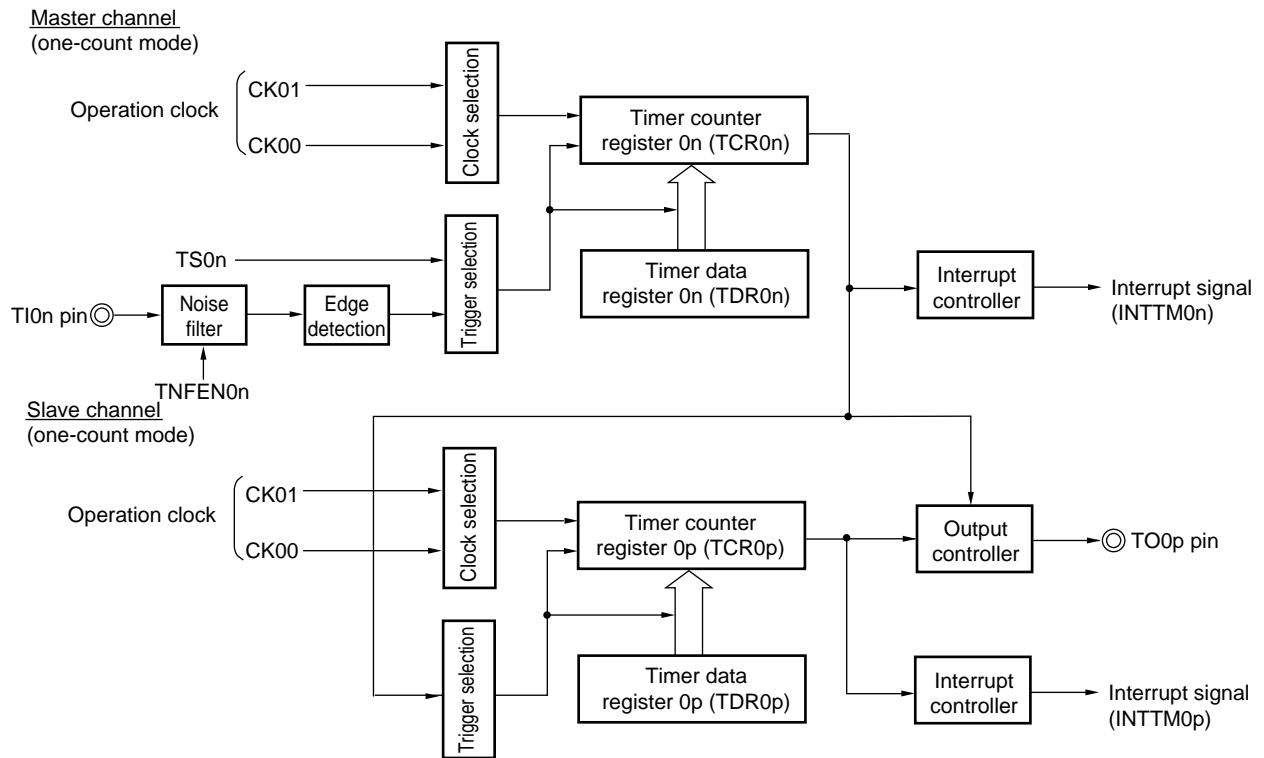 Master channel
(one-count mode)
Operation clock
CK01
CK00
Clock selection
Timer counter
register 0n (TCR0n)
TS0n
TI0n pin
Noise
filter
Edge
detection
Trigger selection
Timer data
register 0n (TDR0n)
Interrupt
controller
Interrupt signal
(INTTM0n)
TNFEN0n
Slave channel
(one-count mode)
Operation clock
CK01
CK00
Clock selection
Timer counter
register 0p (TCR0p)
Output
controller
TO0p pin
Trigger selection
Timer data
register 0p (TDR0p)
Interrupt
controller
Interrupt signal
(INTTM0p)